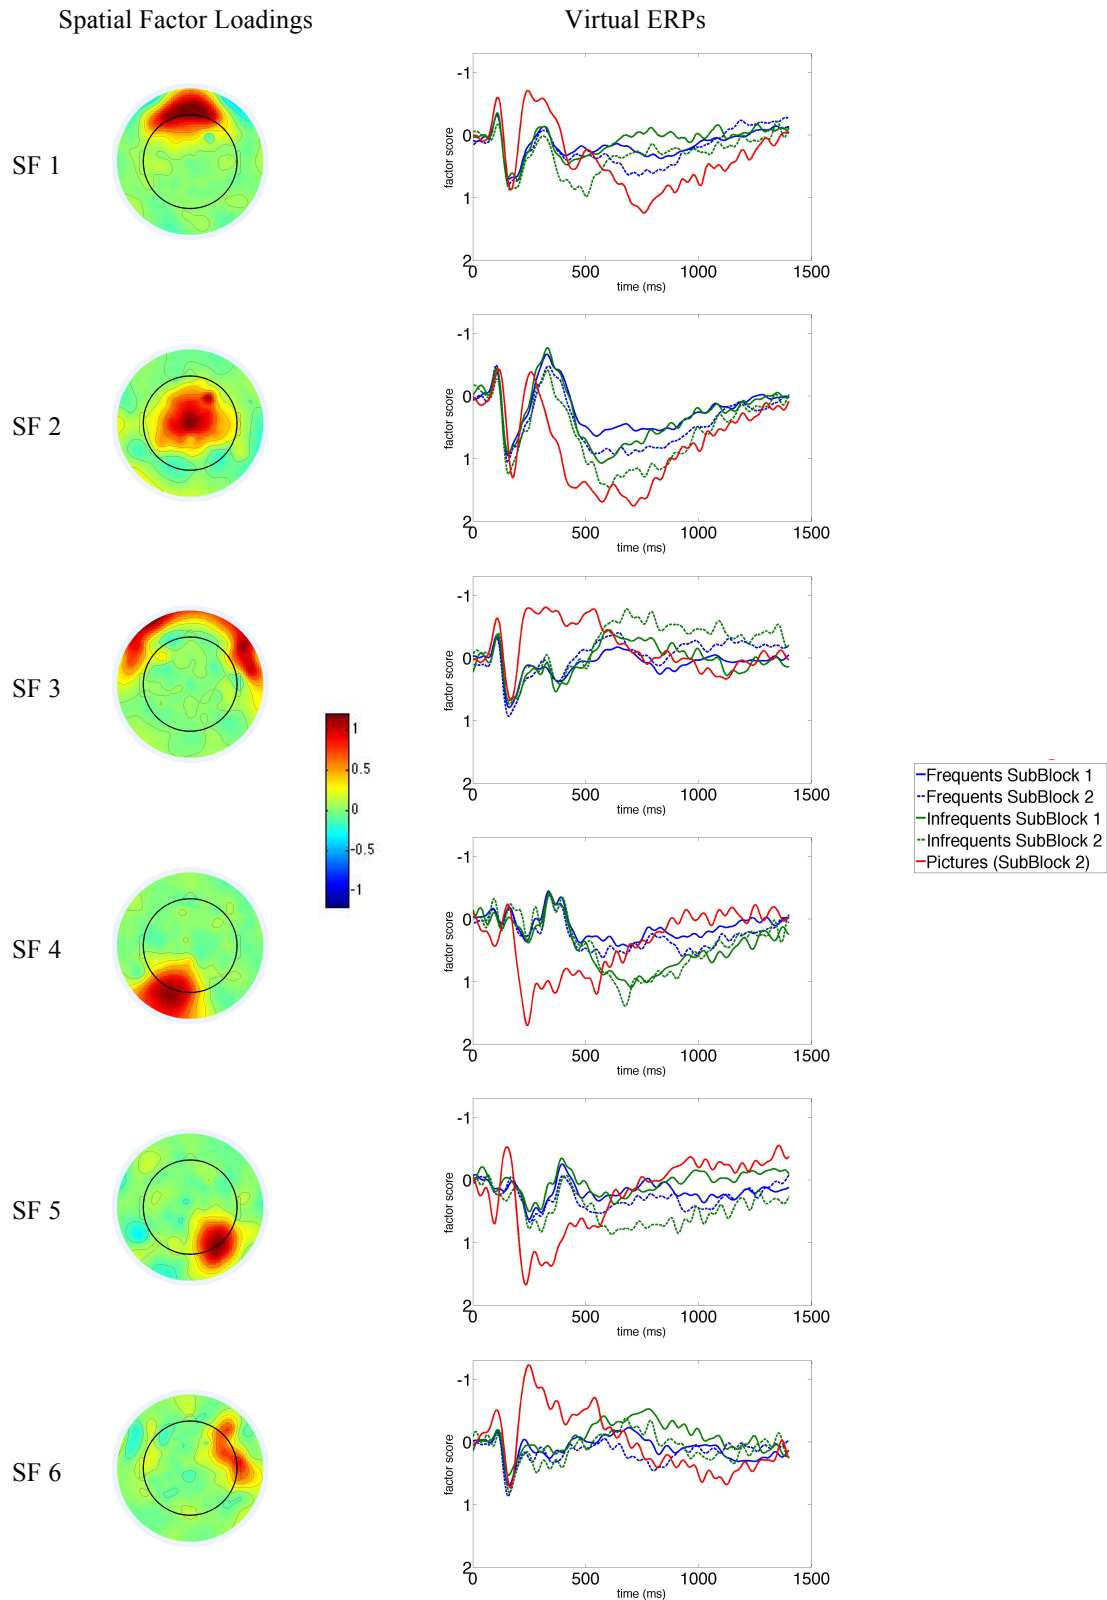 Spatial Factor Loadings
Virtual ERPs
SF 1
-1
0
1
2
factor score
0
500
1000
1500
time (ms)
SF 2
-1
0
1
2
factor score
0
500
1000
1500
time (ms)
SF 3
-1
0
1
2
factor score
0
500
1000
1500
time (ms)
1
0.5
0
-0.5
-1
Frequents SubBlock 1
Frequents SubBlock 2
Infrequents SubBlock 1
Infrequents SubBlock 2
Pictures (SubBlock 2)
SF 4
-1
0
1
2
factor score
0
500
1000
1500
time (ms)
SF 5
-1
0
1
2
factor score
0
500
1000
1500
time (ms)
SF 6
-1
0
1
2
factor score
0
500
1000
1500
time (ms)